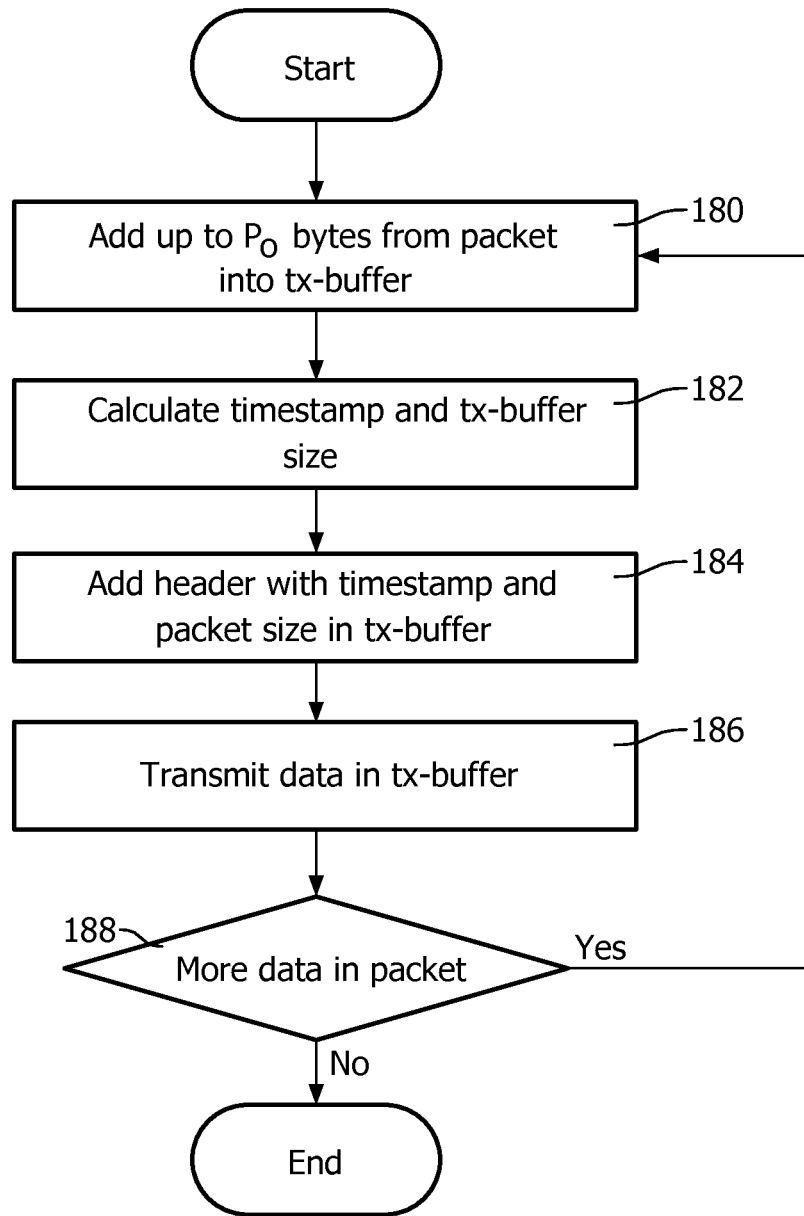 Start
180
Add up to PO bytes from packet
into tx-buffer
182
Calculate timestamp and tx-buffer
size
184
Add header with timestamp and
packet size in tx-buffer
186
Transmit data in tx-buffer
188
More data in packet
Yes
No
End